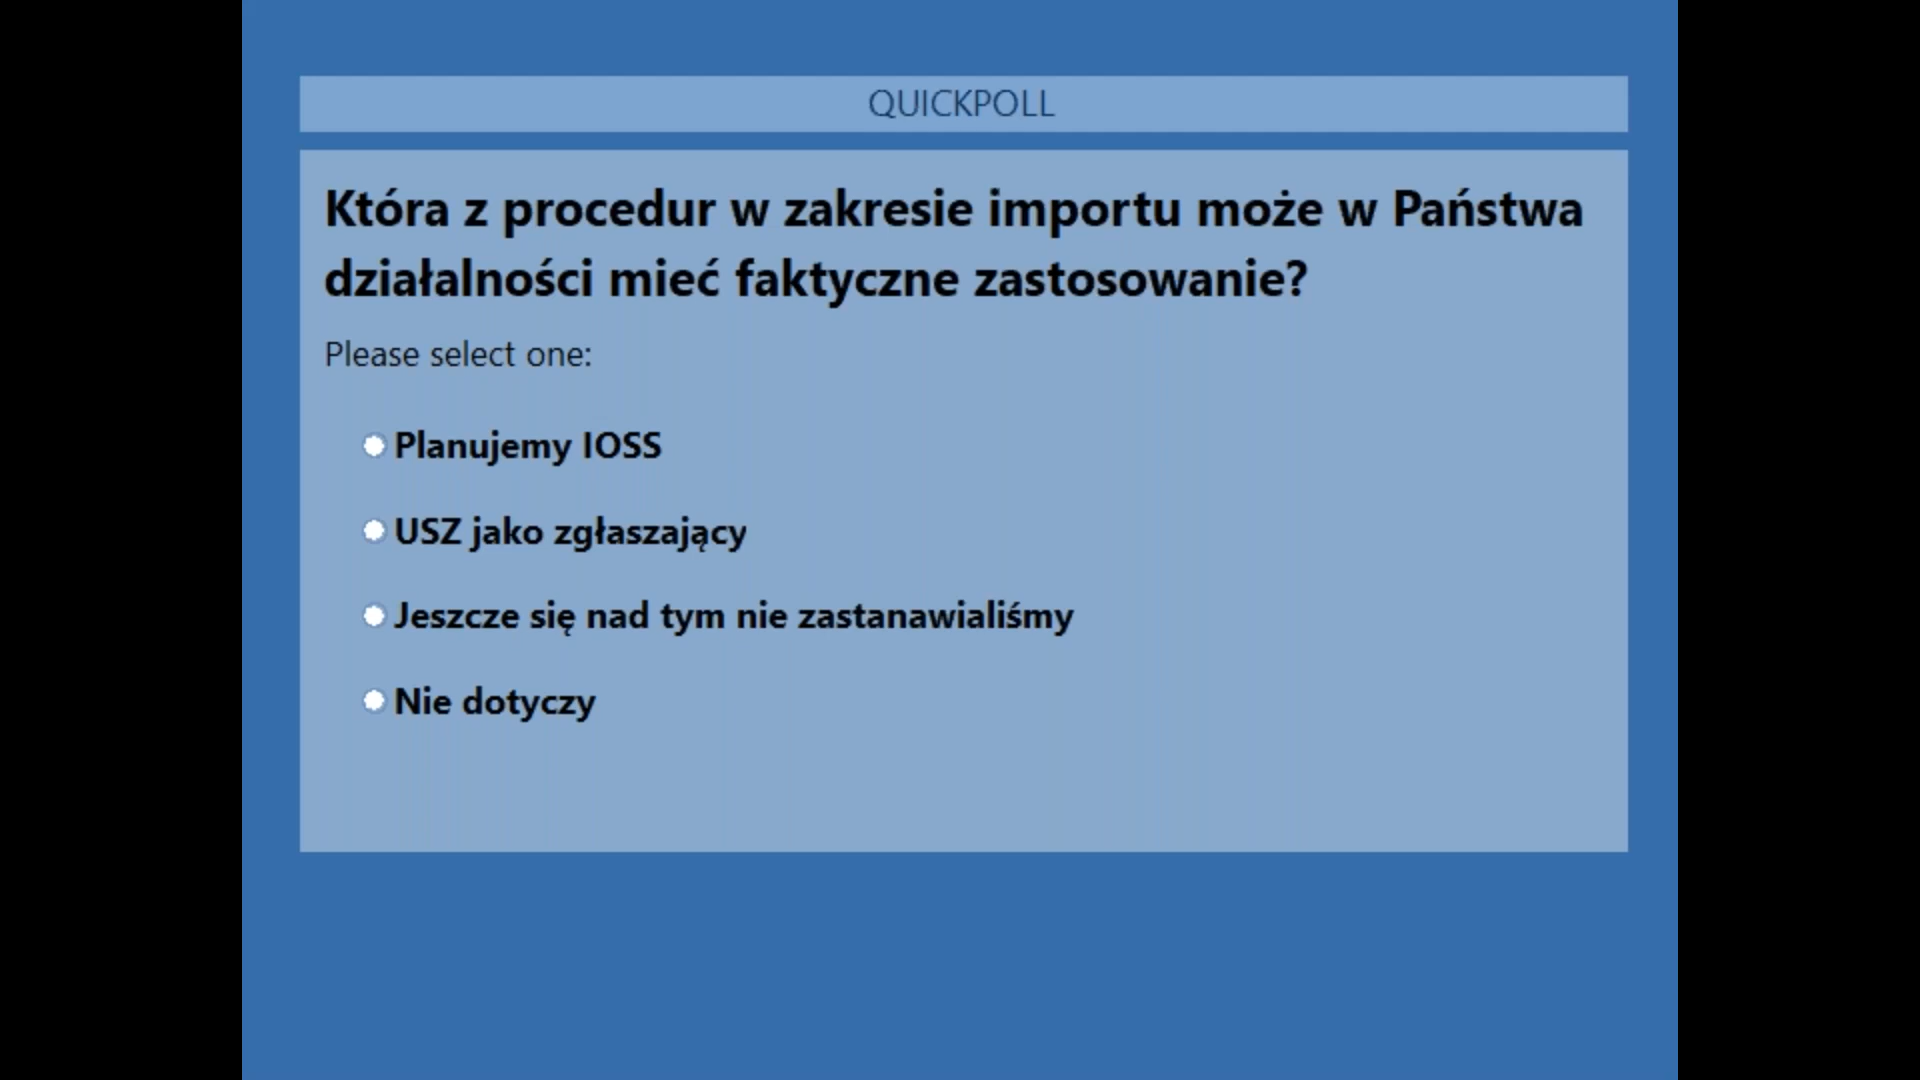 QUICKPOLL
Która z procedur w zakresie importu może w Państwa
działalności mieć faktyczne zastosowanie?
Please select one:
Planujemy IOSS
USZ jako zgłaszający
Jeszcze się nad tym nie zastanawialiśmy
Nie dotyczy